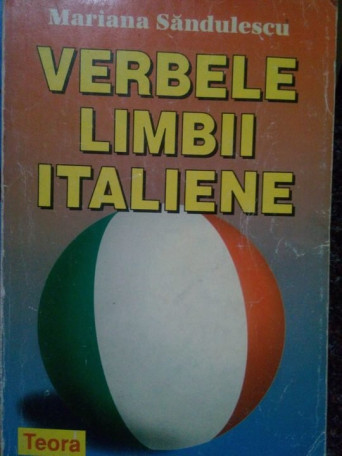 Mariana Săndulescu
VERBELE
LIMBII
ITALIENE
Teora